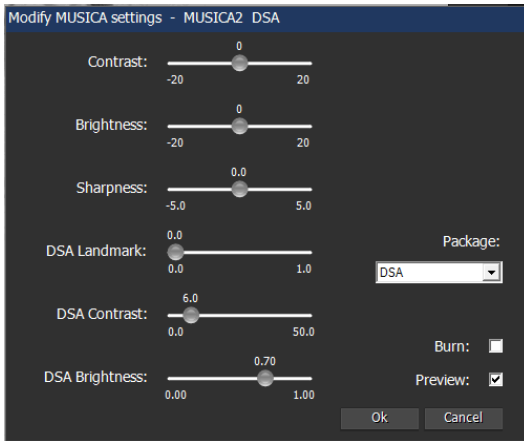 Modify MUSICA settings - MUSICA2 DSA
0
Contrast:
-20 20
0
Brightness:
-20 20
0.0
Sharpness:
-5.0 5.0
0.0
DSA Landmark:
0.0 1.0
Package:
DSA
6.0
DSA Contrast:
0.0 50.0
Burn:
0.70
DSA Brightness:
0.00 1.00
Preview:
Ok Cancel